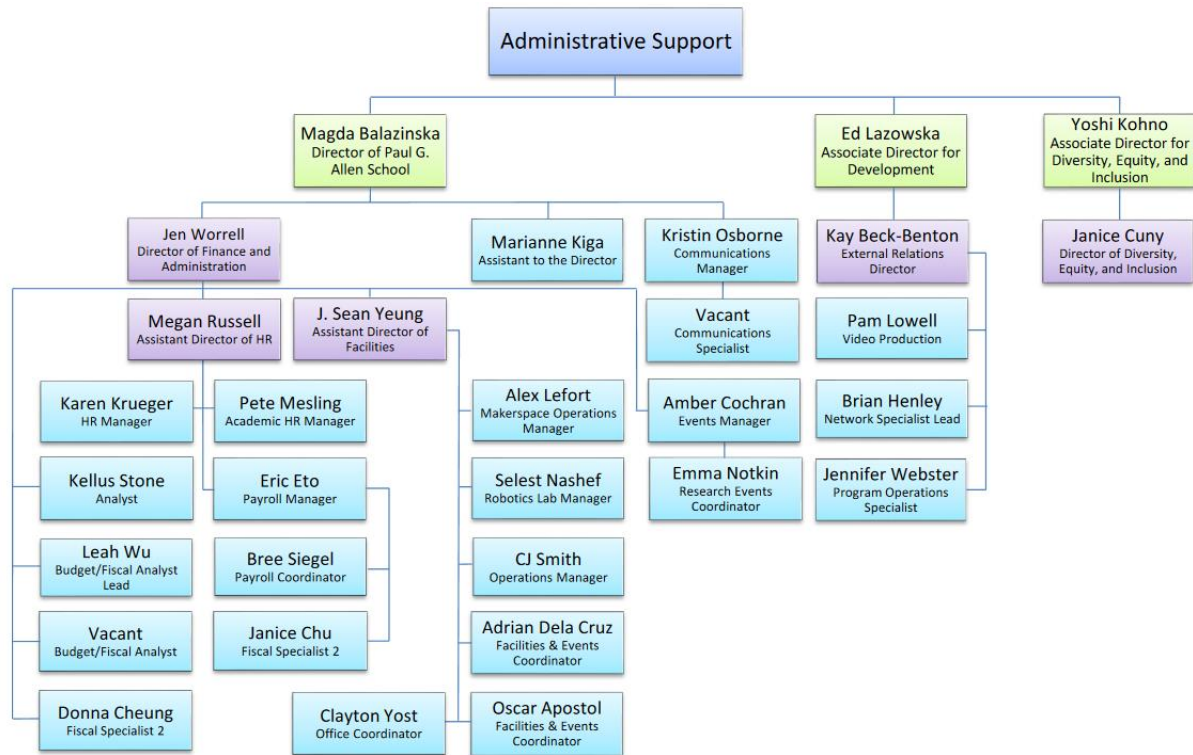 Administrative Support
Magda Balazinska
Director of Paul G.
Allen School
Ed Lazowska
Associate Director for
Development
Yoshi Kohno
Associate Director for
Diversity, Equity, and
Inclusion
Jen Worrell
Director of Finance and
Administration
Marianne Kiga
Assistant to the Director
Kristin Osborne
Communications
Manager
Kay Beck-Benton
External Relations
Director
Janice Cuny
Director of Diversity,
Equity, and Inclusion
Megan Russell
Assistant Director of HR
J. Sean Yeung
Assistant Director of
Facilities
Vacant
Communications
Specialist
Pam Lowell
Video Production
Karen Krueger
HR Manager
Pete Mesling
Academic HR Manager
Alex Lefort
Makerspace Operations
Manager
Amber Cochran
Events Manager
Brian Henley
Network Specialist Lead
Kellus Stone
Analyst
Eric Eto
Payroll Manager
Selest Nashef
Robotics Lab Manager
Emma Notkin
Research Events
Coordinator
Jennifer Webster
Program Operations
Specialist
Leah Wu
Budget/Fiscal Analyst
Lead
Bree Siegel
Payroll Coordinator
CJ Smith
Operations Manager
Vacant
Budget/Fiscal Analyst
Janice Chu
Fiscal Specialist 2
Adrian Dela Cruz
Facilities & Events
Coordinator
Donna Cheung
Fiscal Specialist 2
Clayton Yost
Office Coordinator
Oscar Apostol
Facilities & Events
Coordinator